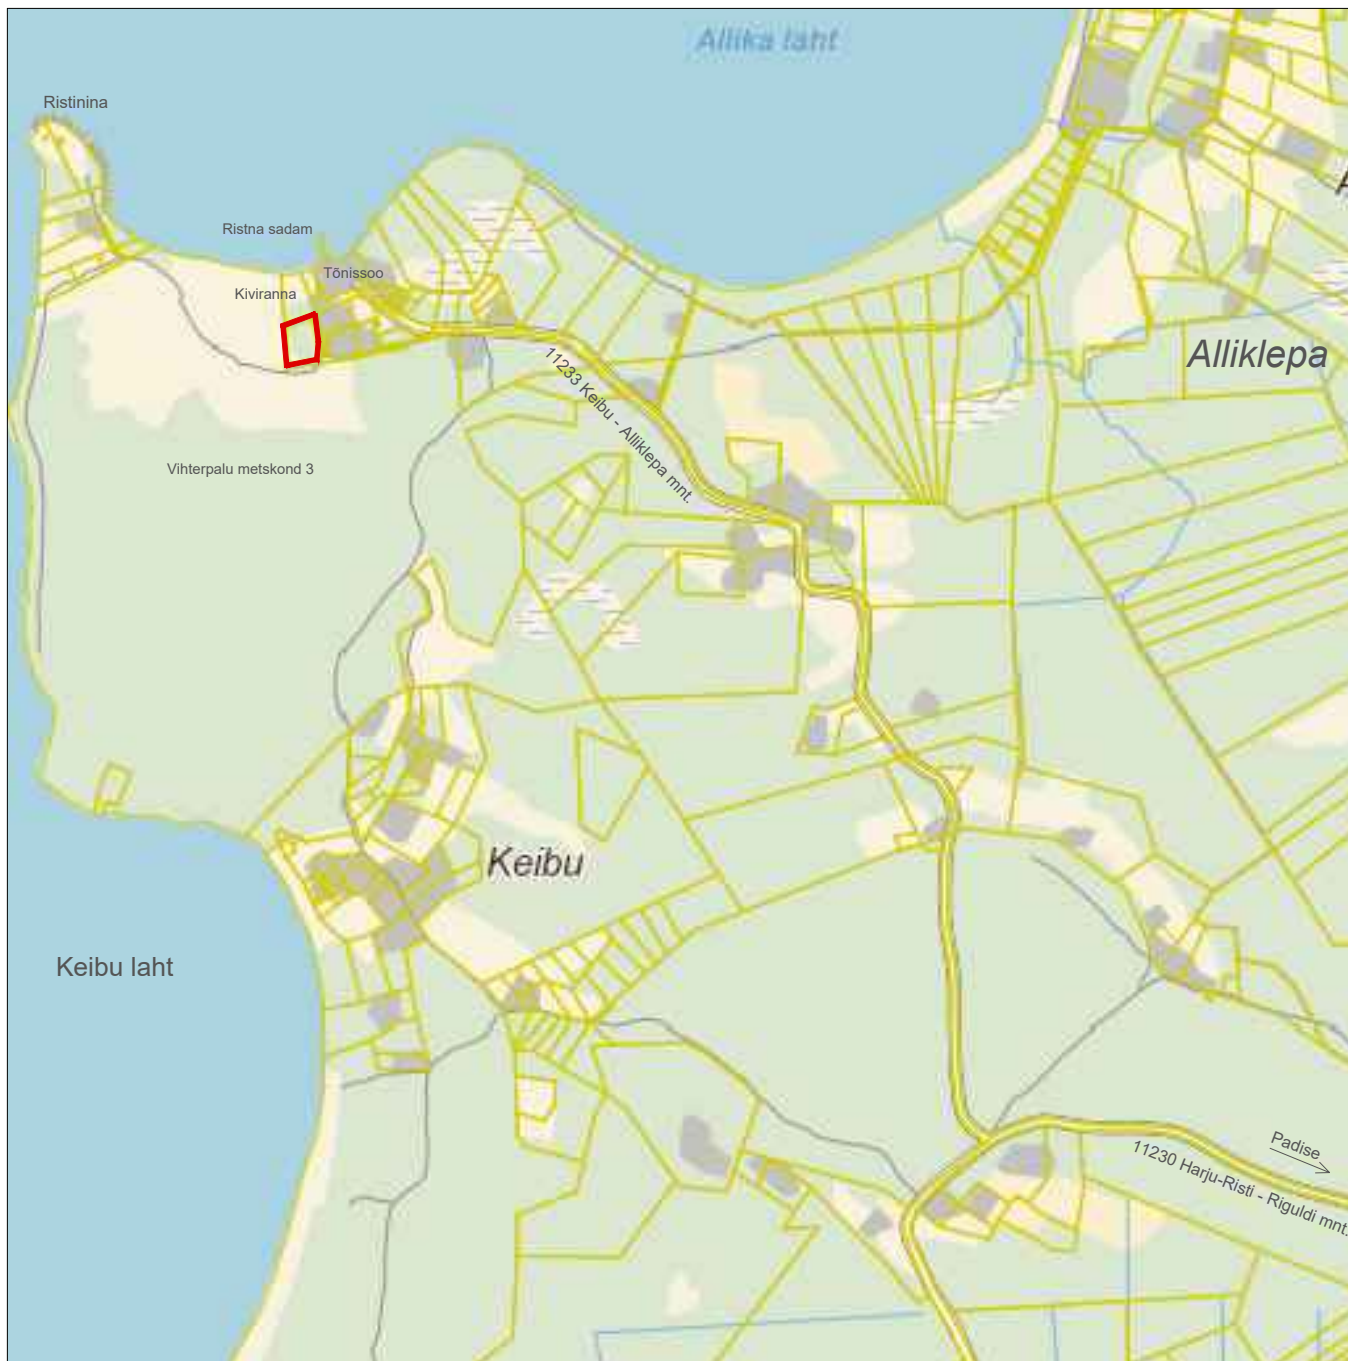 Allika laht
Ristinina
Ristna sadam
Tõnissoo
Kiviranna
Alliklepa
11233 Keibu - Alliklepa mnt.
Vihterpalu metskond 3
Keibu
Keibu laht
Padise
11230 Harju-Risti - Riguldi mnt.